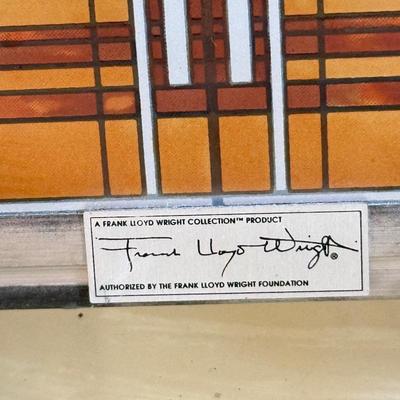 A FRANK LLOYD WRIGHT COLLECTION™ PRODUCT
Frank Lloyd Wright®
AUTHORIZED BY THE FRANK LLOYD WRIGHT FOUNDATION